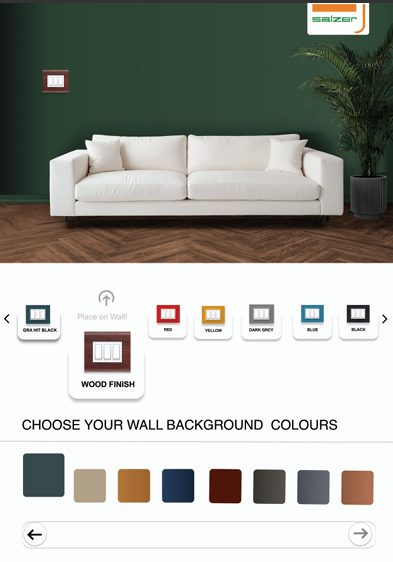 salzer
Place on Wall!
GRA HIT BLACK
RED
YELLOW
DARK GREY
BLUE
BLACK
WOOD FINISH
CHOOSE YOUR WALL BACKGROUND COLOURS